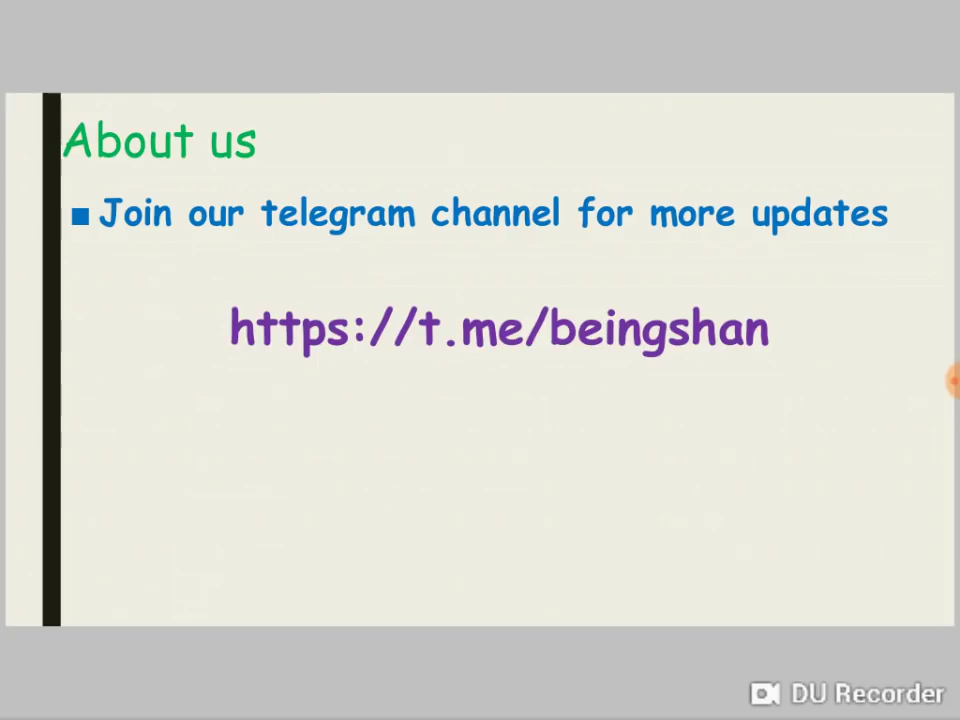 About us
■ Join our telegram channel for more updates
https://t.me/beingshan
DU Recorder